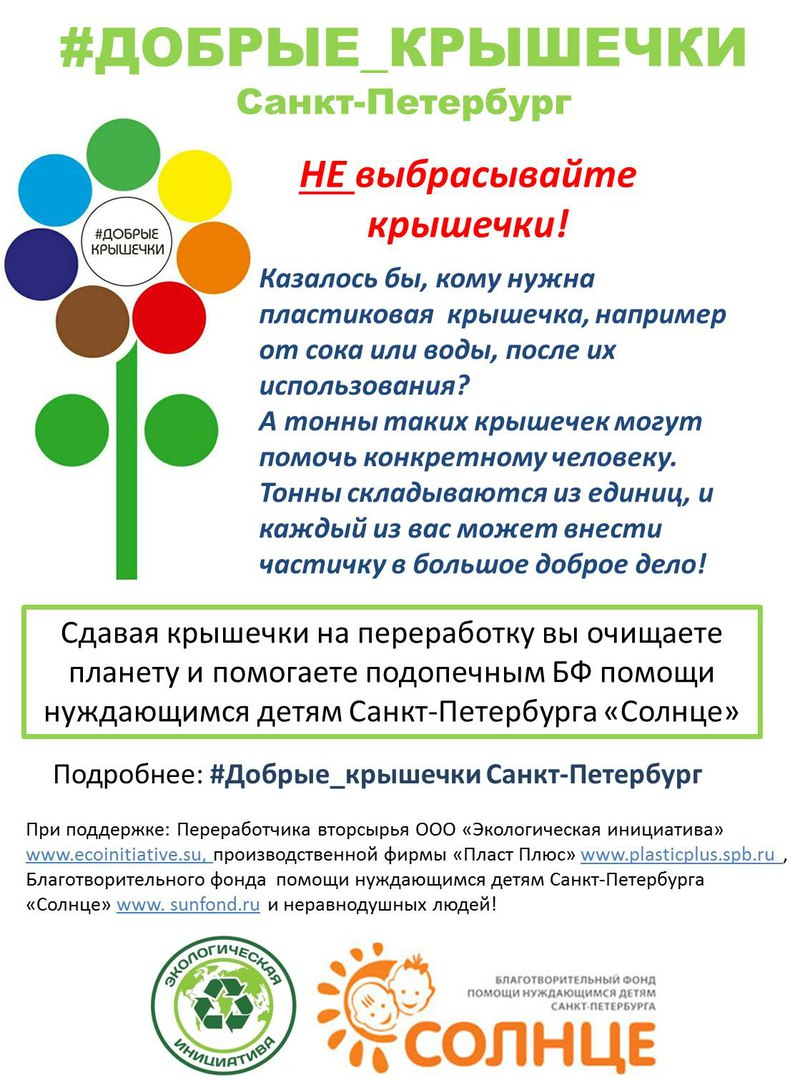 #ДОБРЫЕ_КРЫШЕЧКИ
Санкт-Петербург
#ДОБРЫЕ
КРЫШЕЧКИ
НЕ выбрасывайте
крышечки!
Казалось бы, кому нужна
пластиковая крышечка, например
от сока или воды, после их
использования?
А тонны таких крышечек могут
помочь конкретному человеку.
Тонны складываются из единиц, и
каждый из вас может внести
частичку в большое доброе дело!
Сдавая крышечки на переработку вы очищаете
планету и помогаете подопечным БФ помощи
нуждающимся детям Санкт-Петербурга «Солнце»
Подробнее: #Добрые_крышечки Санкт-Петербург
При поддержке: Переработчика вторсырья ООО «Экологическая инициатива»
www.ecoinitiative.su, производственной фирмы «Пласт Плюс» www.plasticplus.spb.ru ,
Благотворительного фонда помощи нуждающимся детям Санкт-Петербурга
«Солнце» www. sunfond.ru и неравнодушных людей!
ЭКОЛОГИЧЕСКАЯ
ИНИЦИАТИВА
БЛАГОТВОРИТЕЛЬНЫЙ ФОНД
ПОМОЩИ НУЖДАЮЩИМСЯ ДЕТЯМ
САНКТ-ПЕТЕРБУРГА
СОЛНЦЕ